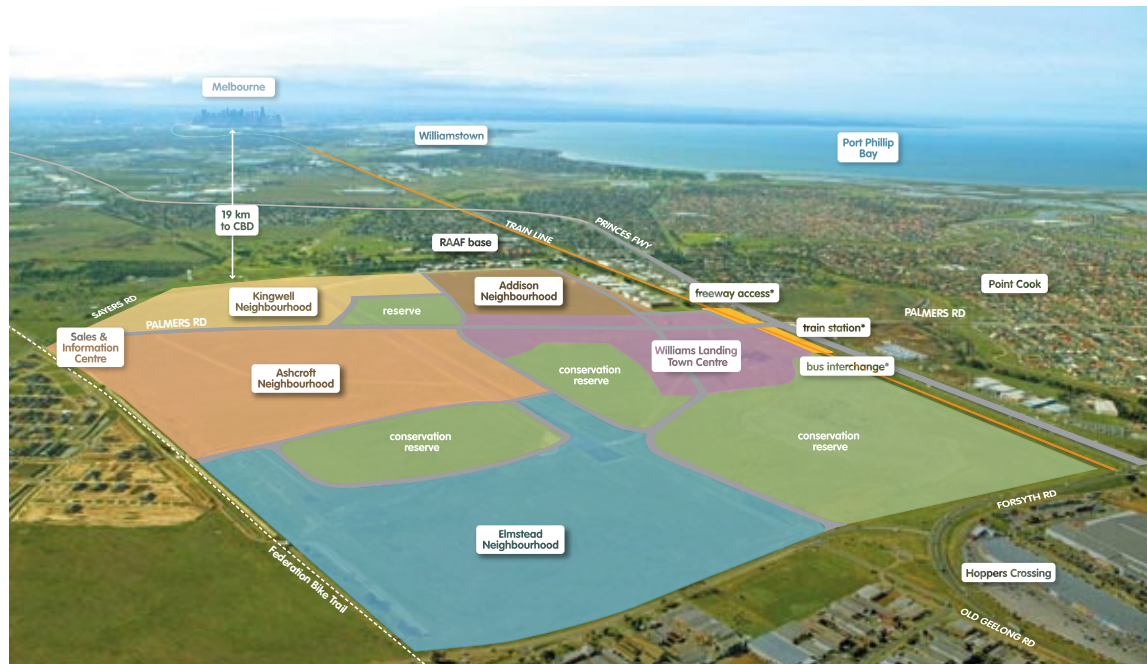 Melbourne
Williamstown
Port Phillip
Bay
19 km
to CBD
TRAIN LINE
PRINCES FWY
RAAF base
SAYERS RD
Kingwell
Neighbourhood
Addison
Neighbourhood
freeway access*
Point Cook
reserve
PALMERS RD
PALMERS RD
train station*
Sales &
Information
Centre
Ashcroft
Neighbourhood
conservation
reserve
Williams Landing
Town Centre
bus interchange*
conservation
reserve
conservation
reserve
FORSYTH RD
Elmstead
Neighbourhood
Federation Bike Trail
Hoppers Crossing
OLD GEELONG RD